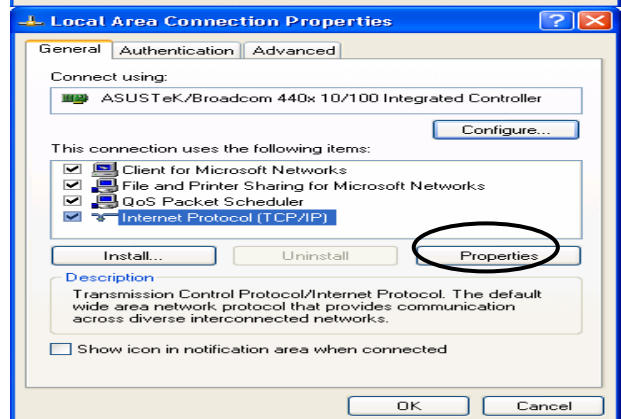 Local Area Connection Properties
General Authentication Advanced
Connect using:
ASUSTeK/Broadcom 440x 10/100 Integrated Controller
Configure...
This connection uses the following items:
Client for Microsoft Networks
File and Printer Sharing for Microsoft Networks
QoS Packet Scheduler
Internet Protocol (TCP/IP)
Install... Uninstall Properties
Description
Transmission Control Protocol/Internet Protocol. The default
wide area network protocol that provides communication
across diverse interconnected networks.
Show icon in notification area when connected
OK Cancel